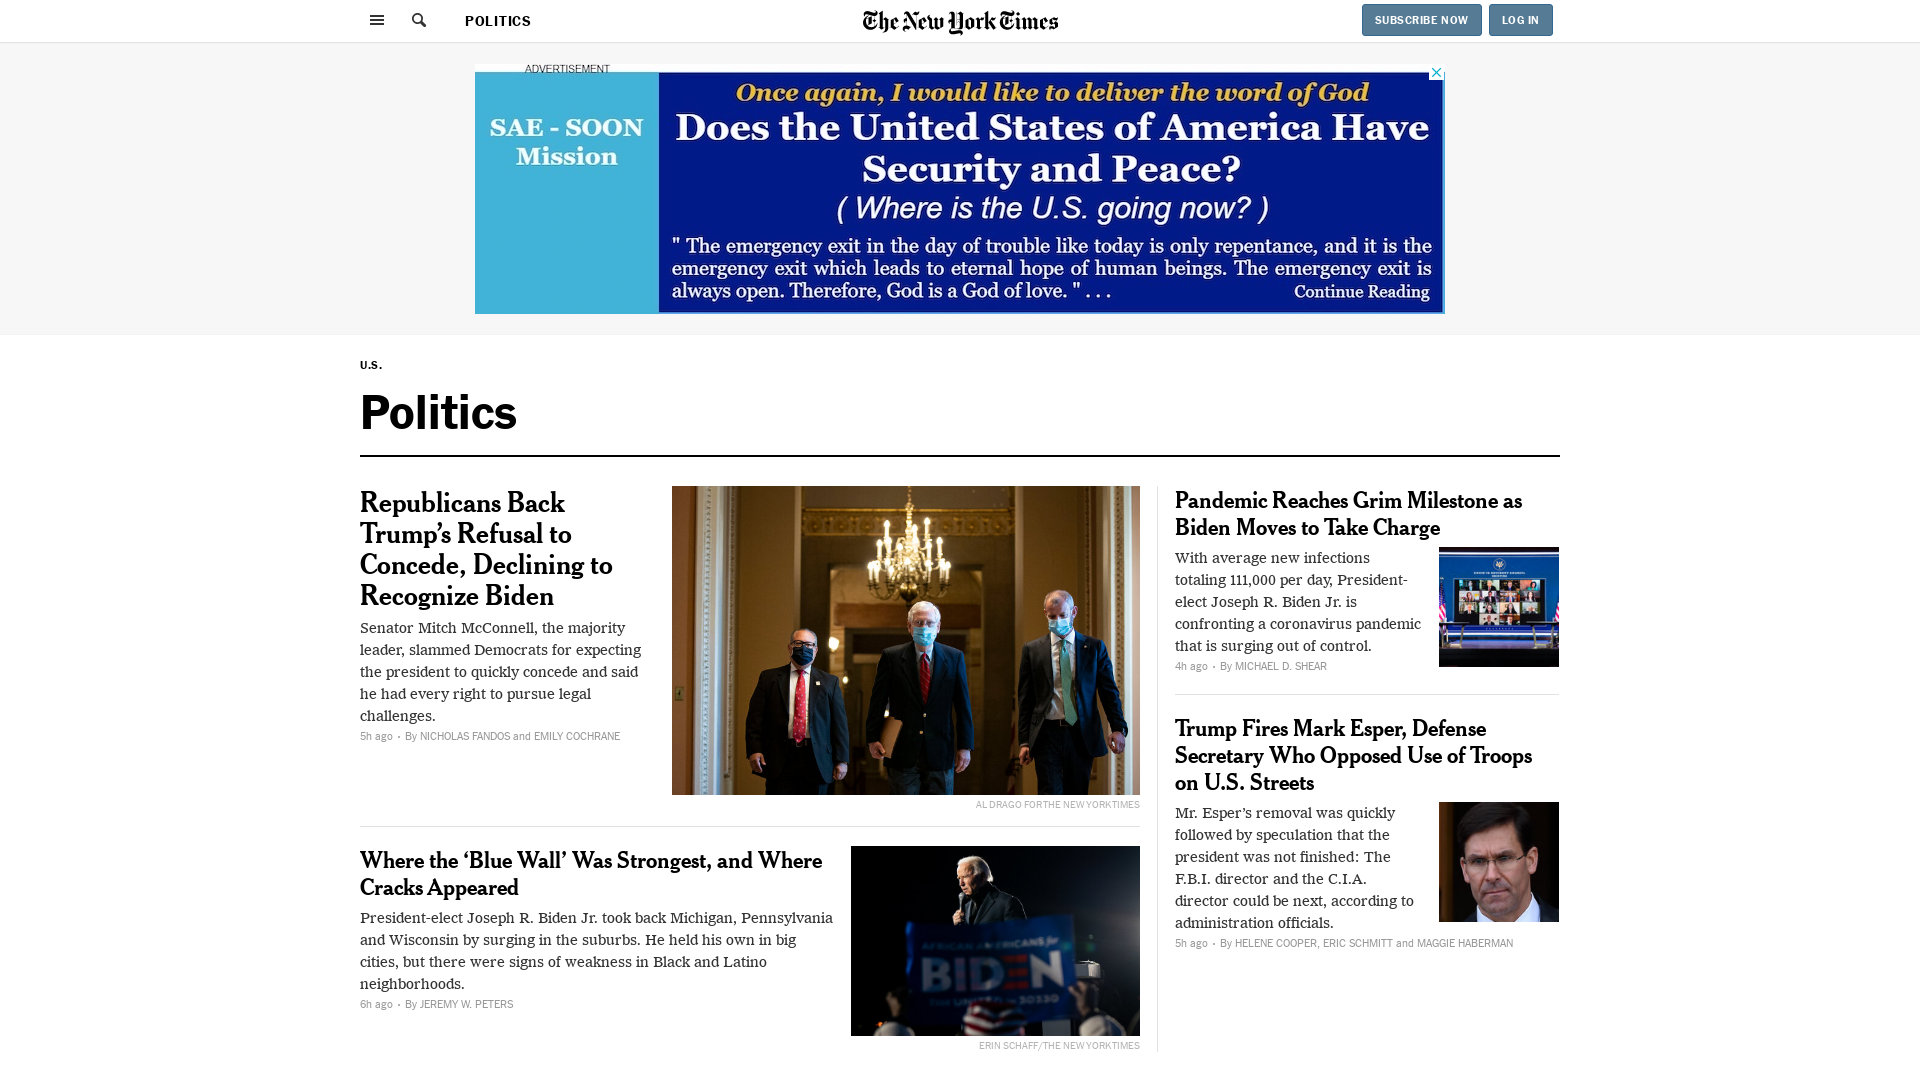 POLITICS
The New York Times
SUBSCRIBE NOW
LOG IN
ADVERTISEMENT
SAE - SOON
Mission
Once again, I would like to deliver the word of God
Does the United States of America Have
Security and Peace?
( Where is the U.S. going now? )
" The emergency exit in the day of trouble like today is only repentance, and it is the
emergency exit which leads to eternal hope of human beings. The emergency exit is
always open. Therefore, God is a God of love. " . . .
Continue Reading
U.S.
Politics
Republicans Back
Trump’s Refusal to
Concede, Declining to
Recognize Biden
Senator Mitch McConnell, the majority
leader, slammed Democrats for expecting
the president to quickly concede and said
he had every right to pursue legal
challenges.
5h ago • By NICHOLAS FANDOS and EMILY COCHRANE
AL DRAGO FOR THE NEW YORK TIMES
Where the ‘Blue Wall’ Was Strongest, and Where
Cracks Appeared
President-elect Joseph R. Biden Jr. took back Michigan, Pennsylvania
and Wisconsin by surging in the suburbs. He held his own in big
cities, but there were signs of weakness in Black and Latino
neighborhoods.
6h ago • By JEREMY W. PETERS
AFRICAN AMERICANS for
BIDEN
30330
ERIN SCHAFF/THE NEW YORK TIMES
Pandemic Reaches Grim Milestone as
Biden Moves to Take Charge
With average new infections
totaling 111,000 per day, President-
elect Joseph R. Biden Jr. is
confronting a coronavirus pandemic
that is surging out of control.
4h ago • By MICHAEL D. SHEAR
Trump Fires Mark Esper, Defense
Secretary Who Opposed Use of Troops
on U.S. Streets
Mr. Esper’s removal was quickly
followed by speculation that the
president was not finished: The
F.B.I. director and the C.I.A.
director could be next, according to
administration officials.
5h ago • By HELENE COOPER, ERIC SCHMITT and MAGGIE HABERMAN